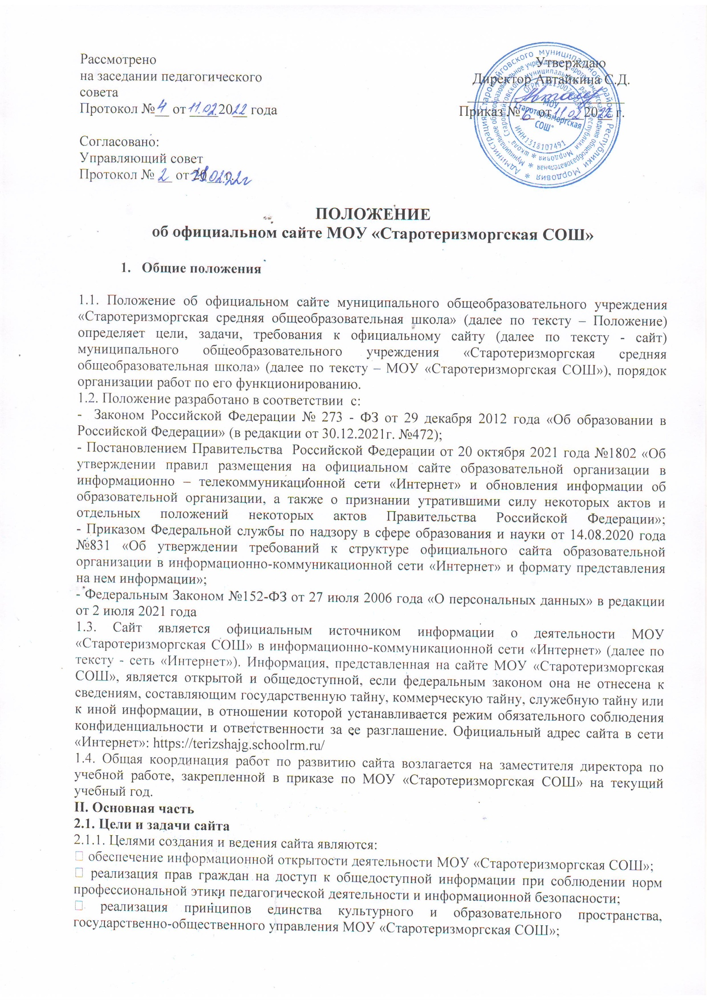 Рассмотрено
на заседании педагогического
совета
Протокол № 4 от 11.02 2022 года
Утверждаю
Директор Автайкина С.Д.
Приказ № 6 от 11 02 2022 г.
МОУ
"Старотеризморгская
СОШ"
ИНН 1318107491
Согласовано:
Управляющий совет
Протокол № 2 от
ПОЛОЖЕНИЕ
об официальном сайте МОУ «Старотеризморгская СОШ»
1. Общие положения
1.1. Положение об официальном сайте муниципального общеобразовательного учреждения
«Старотеризморгская средняя общеобразовательная школа» (далее по тексту – Положение)
определяет цели, задачи, требования к официальному сайту (далее по тексту - сайт)
муниципального общеобразовательного учреждения «Старотеризморгская средняя
общеобразовательная школа» (далее по тексту – МОУ «Старотеризморгская СОШ»), порядок
организации работ по его функционированию.
1.2. Положение разработано в соответствии с:
- Законом Российской Федерации № 273 - ФЗ от 29 декабря 2012 года «Об образовании в
Российской Федерации» (в редакции от 30.12.2021г. №472);
- Постановлением Правительства Российской Федерации от 20 октября 2021 года №1802 «Об
утверждении правил размещения на официальном сайте образовательной организации в
информационно – телекоммуникационной сети «Интернет» и обновления информации об
образовательной организации, а также о признании утратившими силу некоторых актов и
отдельных положений некоторых актов Правительства Российской Федерации»;
- Приказом Федеральной службы по надзору в сфере образования и науки от 14.08.2020 года
№831 «Об утверждении требований к структуре официального сайта образовательной
организации в информационно-коммуникационной сети «Интернет» и формату представления
на нем информации»;
- Федеральным Законом №152-ФЗ от 27 июля 2006 года «О персональных данных» в редакции
от 2 июля 2021 года
1.3. Сайт является официальным источником информации о деятельности МОУ
«Старотеризморгская СОШ» в информационно-коммуникационной сети «Интернет» (далее по
тексту - сеть «Интернет»). Информация, представленная на сайте МОУ «Старотеризморгская
СОШ», является открытой и общедоступной, если федеральным законом она не отнесена к
сведениям, составляющим государственную тайну, коммерческую тайну, служебную тайну или
к иной информации, в отношении которой устанавливается режим обязательного соблюдения
конфиденциальности и ответственности за ее разглашение. Официальный адрес сайта в сети
«Интернет»: https://terizshajg.schoolrm.ru/
1.4. Общая координация работ по развитию сайта возлагается на заместителя директора по
учебной работе, закрепленной в приказе по МОУ «Старотеризморгская СОШ» на текущий
учебный год.
II. Основная часть
2.1. Цели и задачи сайта
2.1.1. Целями создания и ведения сайта являются:
 обеспечение информационной открытости деятельности МОУ «Старотеризморгская СОШ»;
 реализация прав граждан на доступ к общедоступной информации при соблюдении норм
профессиональной этики педагогической деятельности и информационной безопасности;
 реализация принципов единства культурного и образовательного пространства,
государственно-общественного управления МОУ «Старотеризморгская СОШ»;